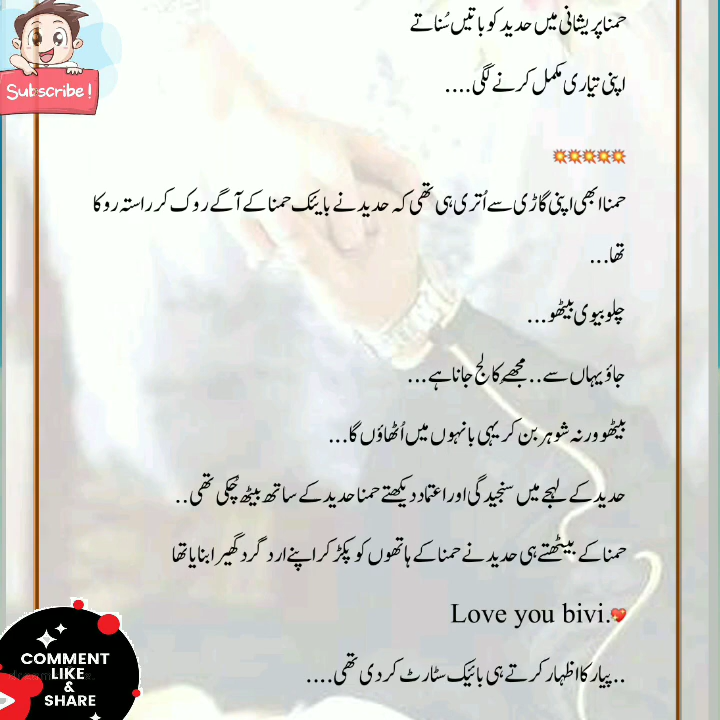 Subscribe!
حمنا پریشانی میں حدید کو باتیں سُناتے
اپنی تیاری مکمل کرنے لگی....
💥💥💥💥💥
حمنا ابھی اپنی گاڑی سے اُتری ہی تھی کہ حدید نے بایئک حمنا کے آگے روک کر راستہ روکا
تھا...
چلو بیوی بیٹھو...
جاؤ یہاں سے.. مجھے کالج جانا ہے...
بیٹھو ورنہ شوہر بن کر یہی بانہوں میں اُٹھاؤں گا...
حدید کے لہجے میں سنجیدگی اور اعتماد دیکھتے حمنا حدید کے ساتھ بیٹھ چُکی تھی..
حمنا کے بیٹھتے ہی حدید نے حمنا کے ہاتھوں کو پکڑ کر اپنے ارد گرد گھیرا بنایا تھا
Love you bivi.💖
..پیار کا اظہار کرتے ہی بائیک سٹارٹ کر دی تھی....
COMMENT
LIKE
&
SHARE